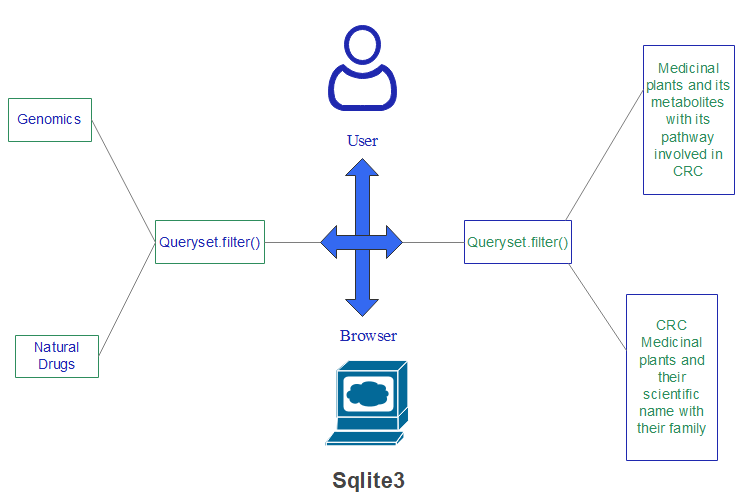 User
Genomics
Queryset.filter()
Natural
Drugs
Browser
Sqlite3
Queryset.filter()
Medicinal
plants and its
metabolites
with its
pathway
involved in
CRC
CRC
Medicinal
plants and
their
scientific
name with
their family